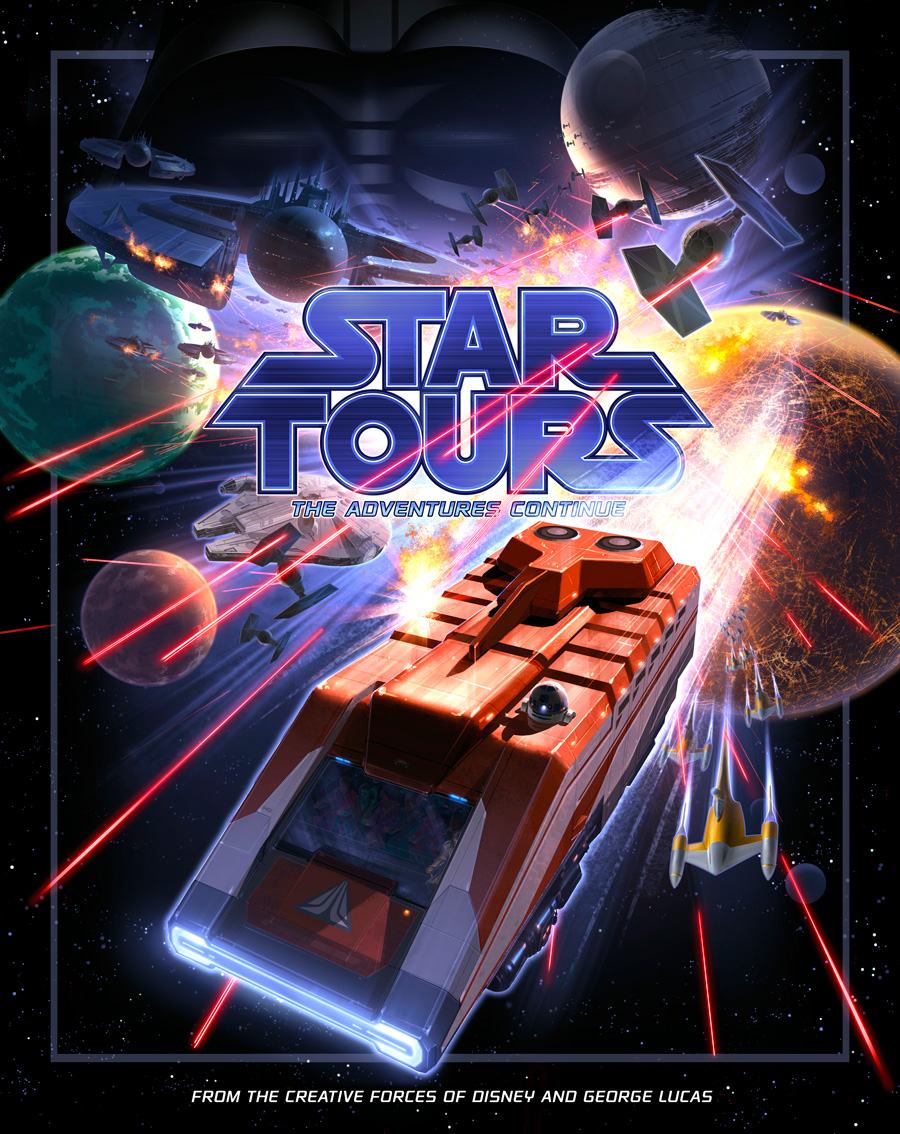 STAR
TOURS
THE ADVENTURES CONTINUE
FROM THE CREATIVE FORCES OF DISNEY AND GEORGE LUCAS